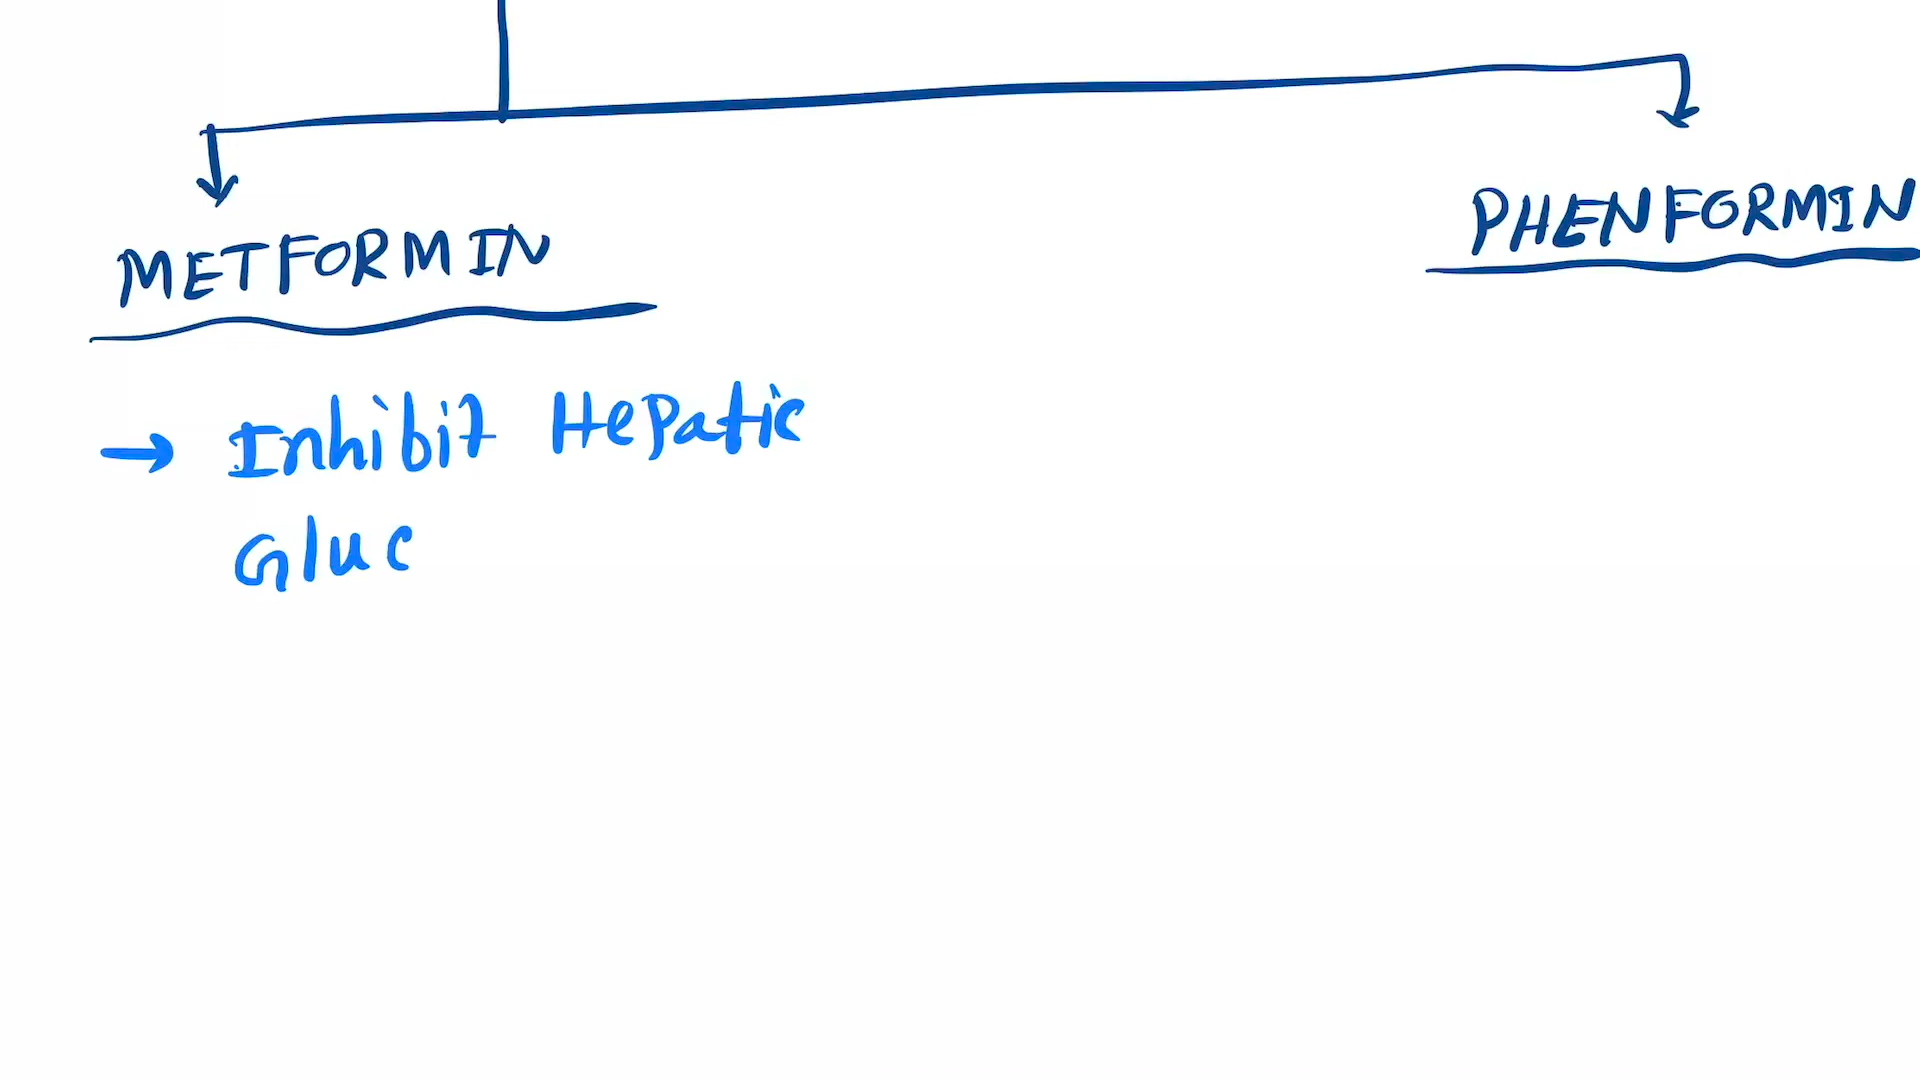 METFORMIN
PHENFORMIN
→ Inhibit Hepatic
Gluc